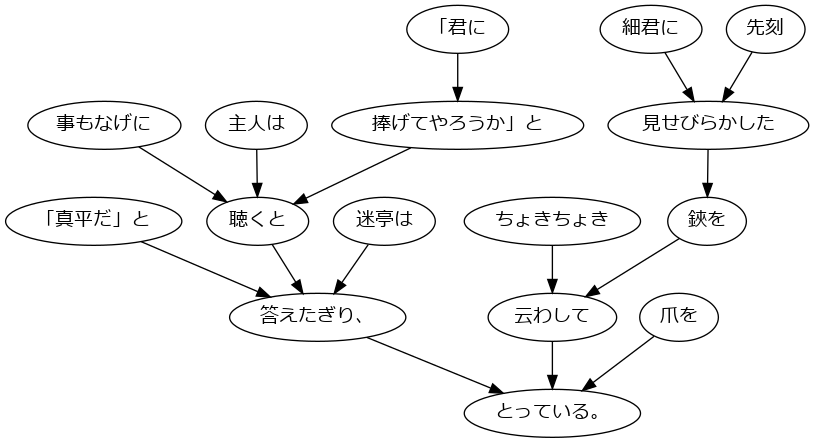 「君に
細君に
先刻
事もなげに
主人は
捧げてやろうか」と
見せびらかした
「真平だ」と
聴くと
迷亭は
ちょきちょき
鋏を
答えたぎり、
云わして
爪を
とっている。